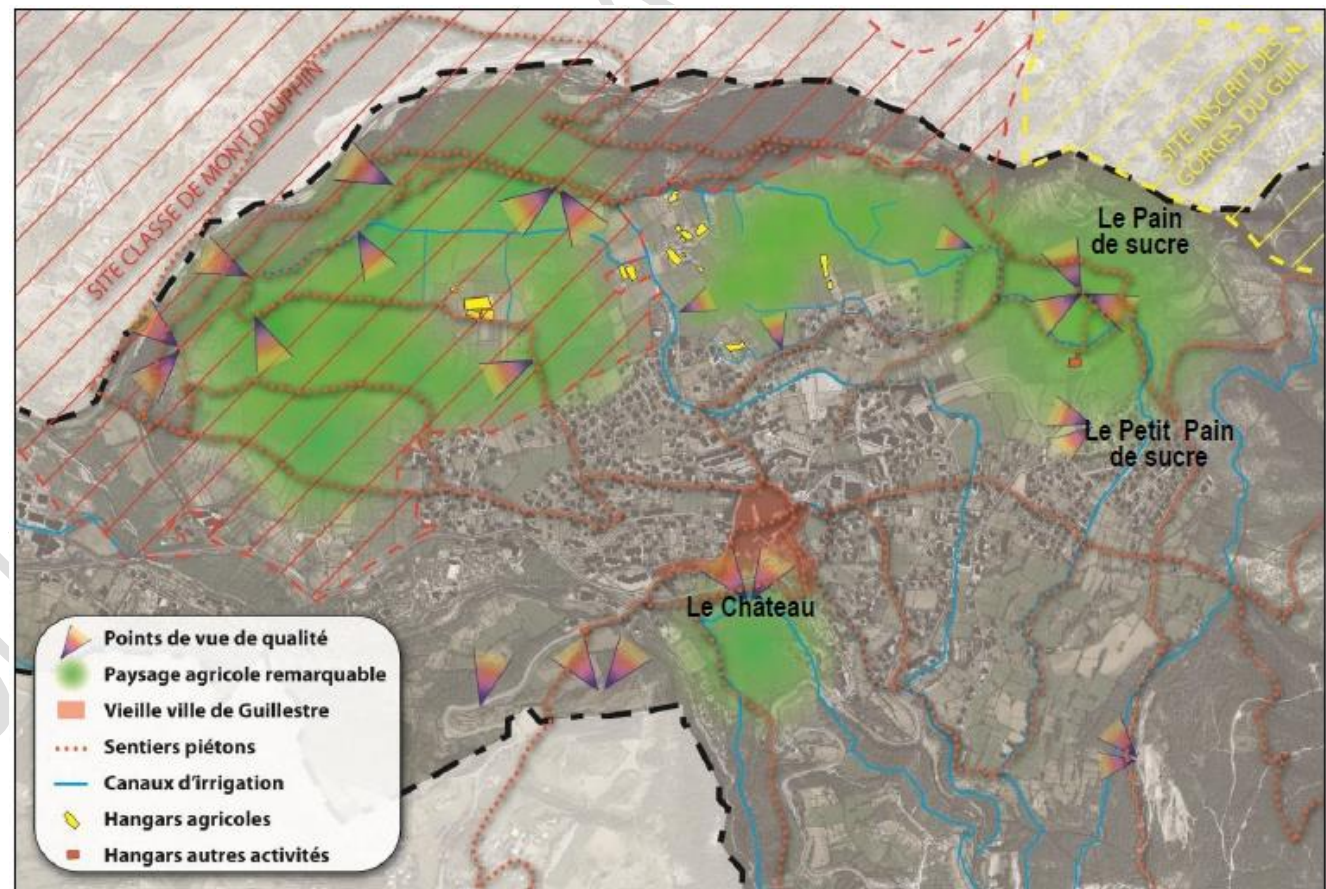 SITE CLASSE DE MONT DAUPHIN
SITE INSCRIT DES
GORGES DU GUIL
Le Pain
de sucre
Le Petit Pain
de sucre
Le Château
Points de vue de qualité
Paysage agricole remarquable
Vieille ville de Guillestre
Sentiers piétons
Canaux d'irrigation
Hangars agricoles
Hangars autres activités